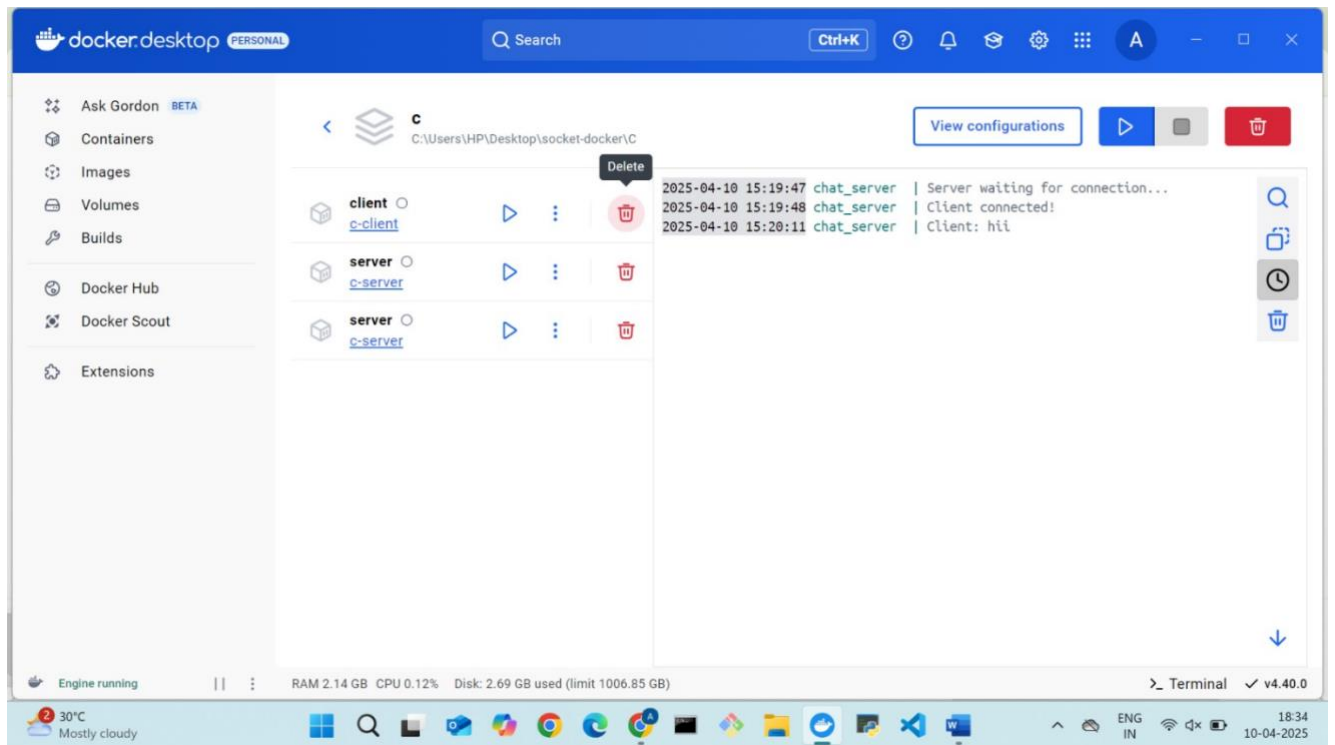 docker.desktop PERSONAL
Search
Ctrl+K
A
Ask Gordon BETA
Containers
Images
Volumes
Builds
Docker Hub
Docker Scout
Extensions
c
C:\Users\HP\Desktop\socket-docker\C
View configurations
Delete
client
c-client
server
c-server
server
c-server
2025-04-10 15:19:47 chat_server | Server waiting for connection...
2025-04-10 15:19:48 chat_server | Client connected!
2025-04-10 15:20:11 chat_server | Client: hii
Engine running
RAM 2.14 GB CPU 0.12% Disk: 2.69 GB used (limit 1006.85 GB)
>_ Terminal
v4.40.0
2
30°C
Mostly cloudy
ENG
IN
18:34
10-04-2025